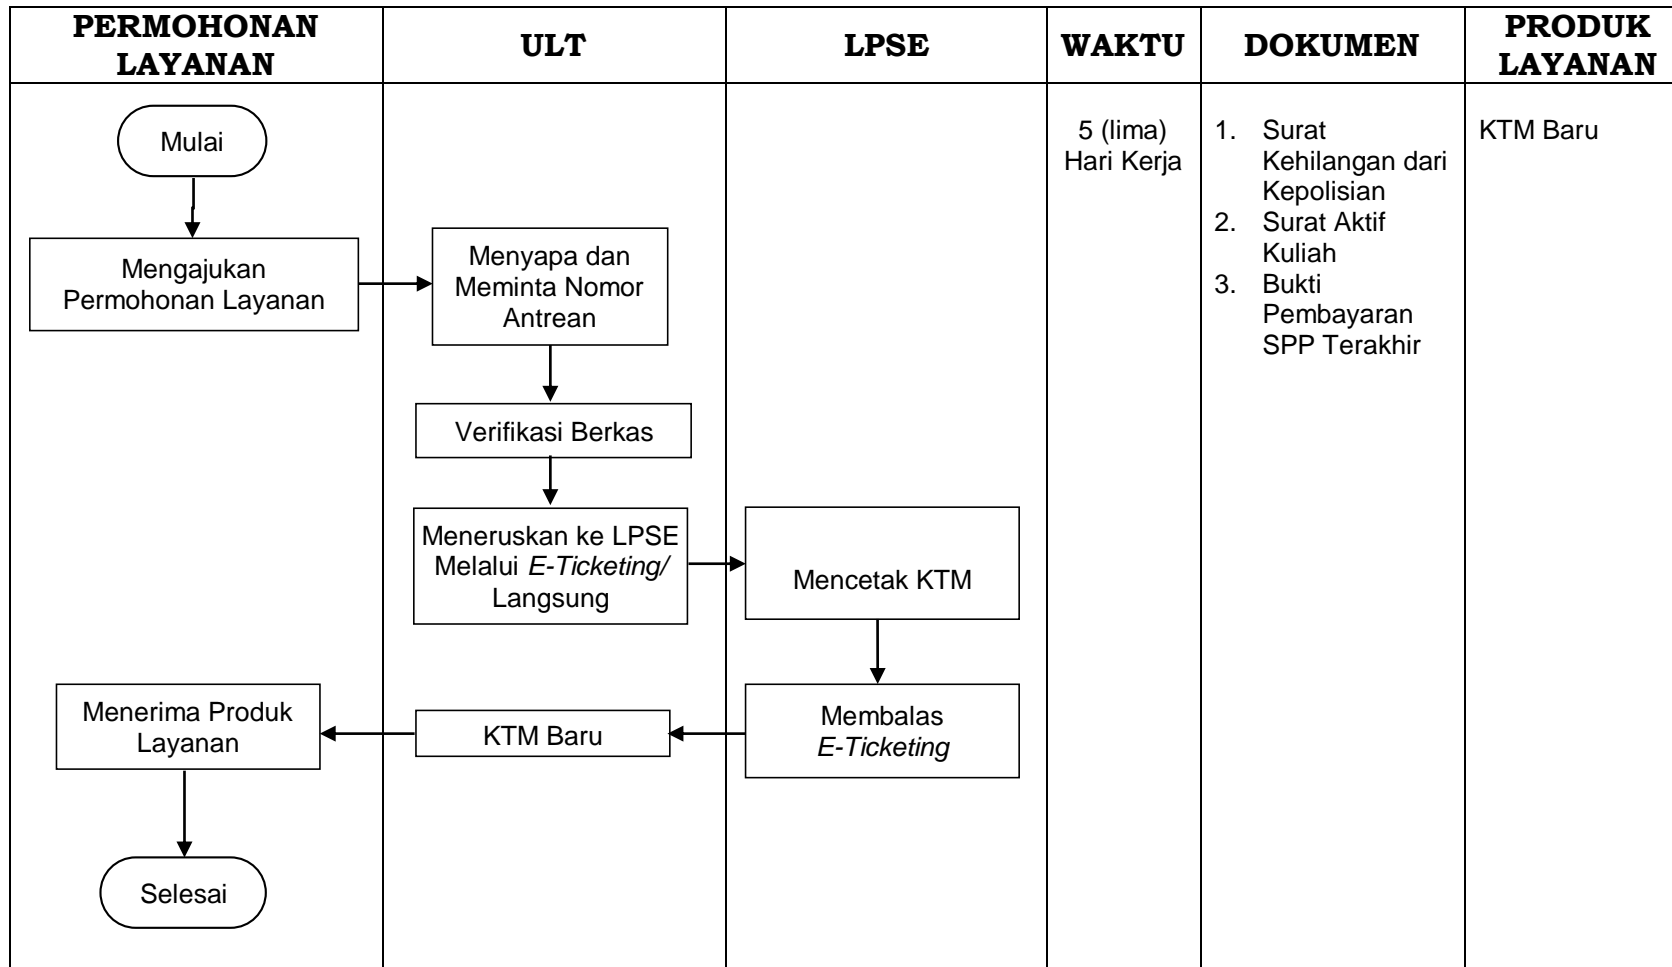 PERMOHONAN
LAYANAN
ULT
LPSE
WAKTU
DOKUMEN
PRODUK
LAYANAN
Mulai
Mengajukan
Permohonan Layanan
Menyapa dan
Meminta Nomor
Antrean
Verifikasi Berkas
Meneruskan ke LPSE
Melalui E-Ticketing/
Langsung
Mencetak KTM
Membalas
E-Ticketing
KTM Baru
Menerima Produk
Layanan
Selesai
5 (lima)
Hari Kerja
1. Surat
Kehilangan dari
Kepolisian
2. Surat Aktif
Kuliah
3. Bukti
Pembayaran
SPP Terakhir
KTM Baru